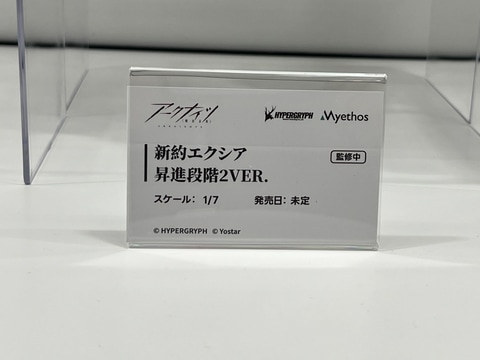 アークナイツ
ARKNIGHTS
HYPERGRYPH
Myethos
新約エクシア
監修中
昇進段階2VER.
スケール: 1/7 発売日: 未定
© HYPERGRYPH © Yostar